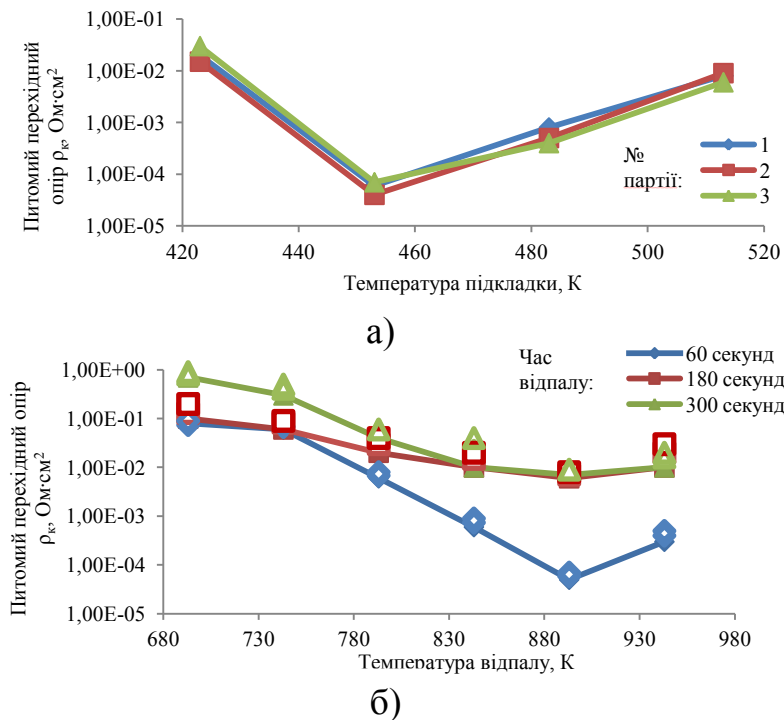 Питомий перехідний
опір ρк, Ом·см²
1,00E-01
1,00E-02
1,00E-03
1,00E-04
1,00E-05
420 440 460 480 500 520
Температура підкладки, К
№
партії:
1
2
3
а)
Питомий перехідний опір
ρк, Ом·см²
1,00E+00
1,00E-01
1,00E-02
1,00E-03
1,00E-04
1,00E-05
680 730 780 830 880 930 980
Температура відпалу, К
Час
відпалу:
60 секунд
180 секунд
300 секунд
б)